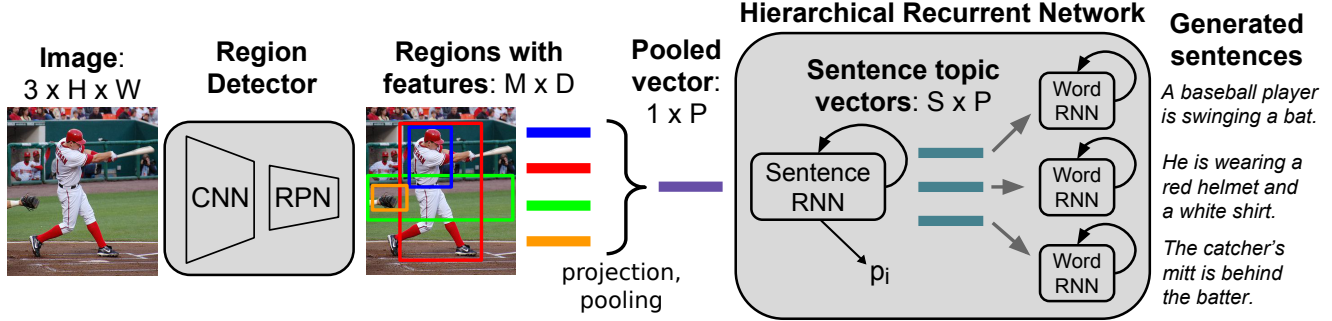 Image:
3 x H x W
Region
Detector
CNN
RPN
Regions with
features: M x D
projection,
pooling
Pooled
vector:
1 x P
Hierarchical Recurrent Network
Sentence topic
vectors: S x P
Sentence
RNN
pi
Word
RNN
Word
RNN
Word
RNN
Generated
sentences
A baseball player
is swinging a bat.
He is wearing a
red helmet and
a white shirt.
The catcher's
mitt is behind
the batter.